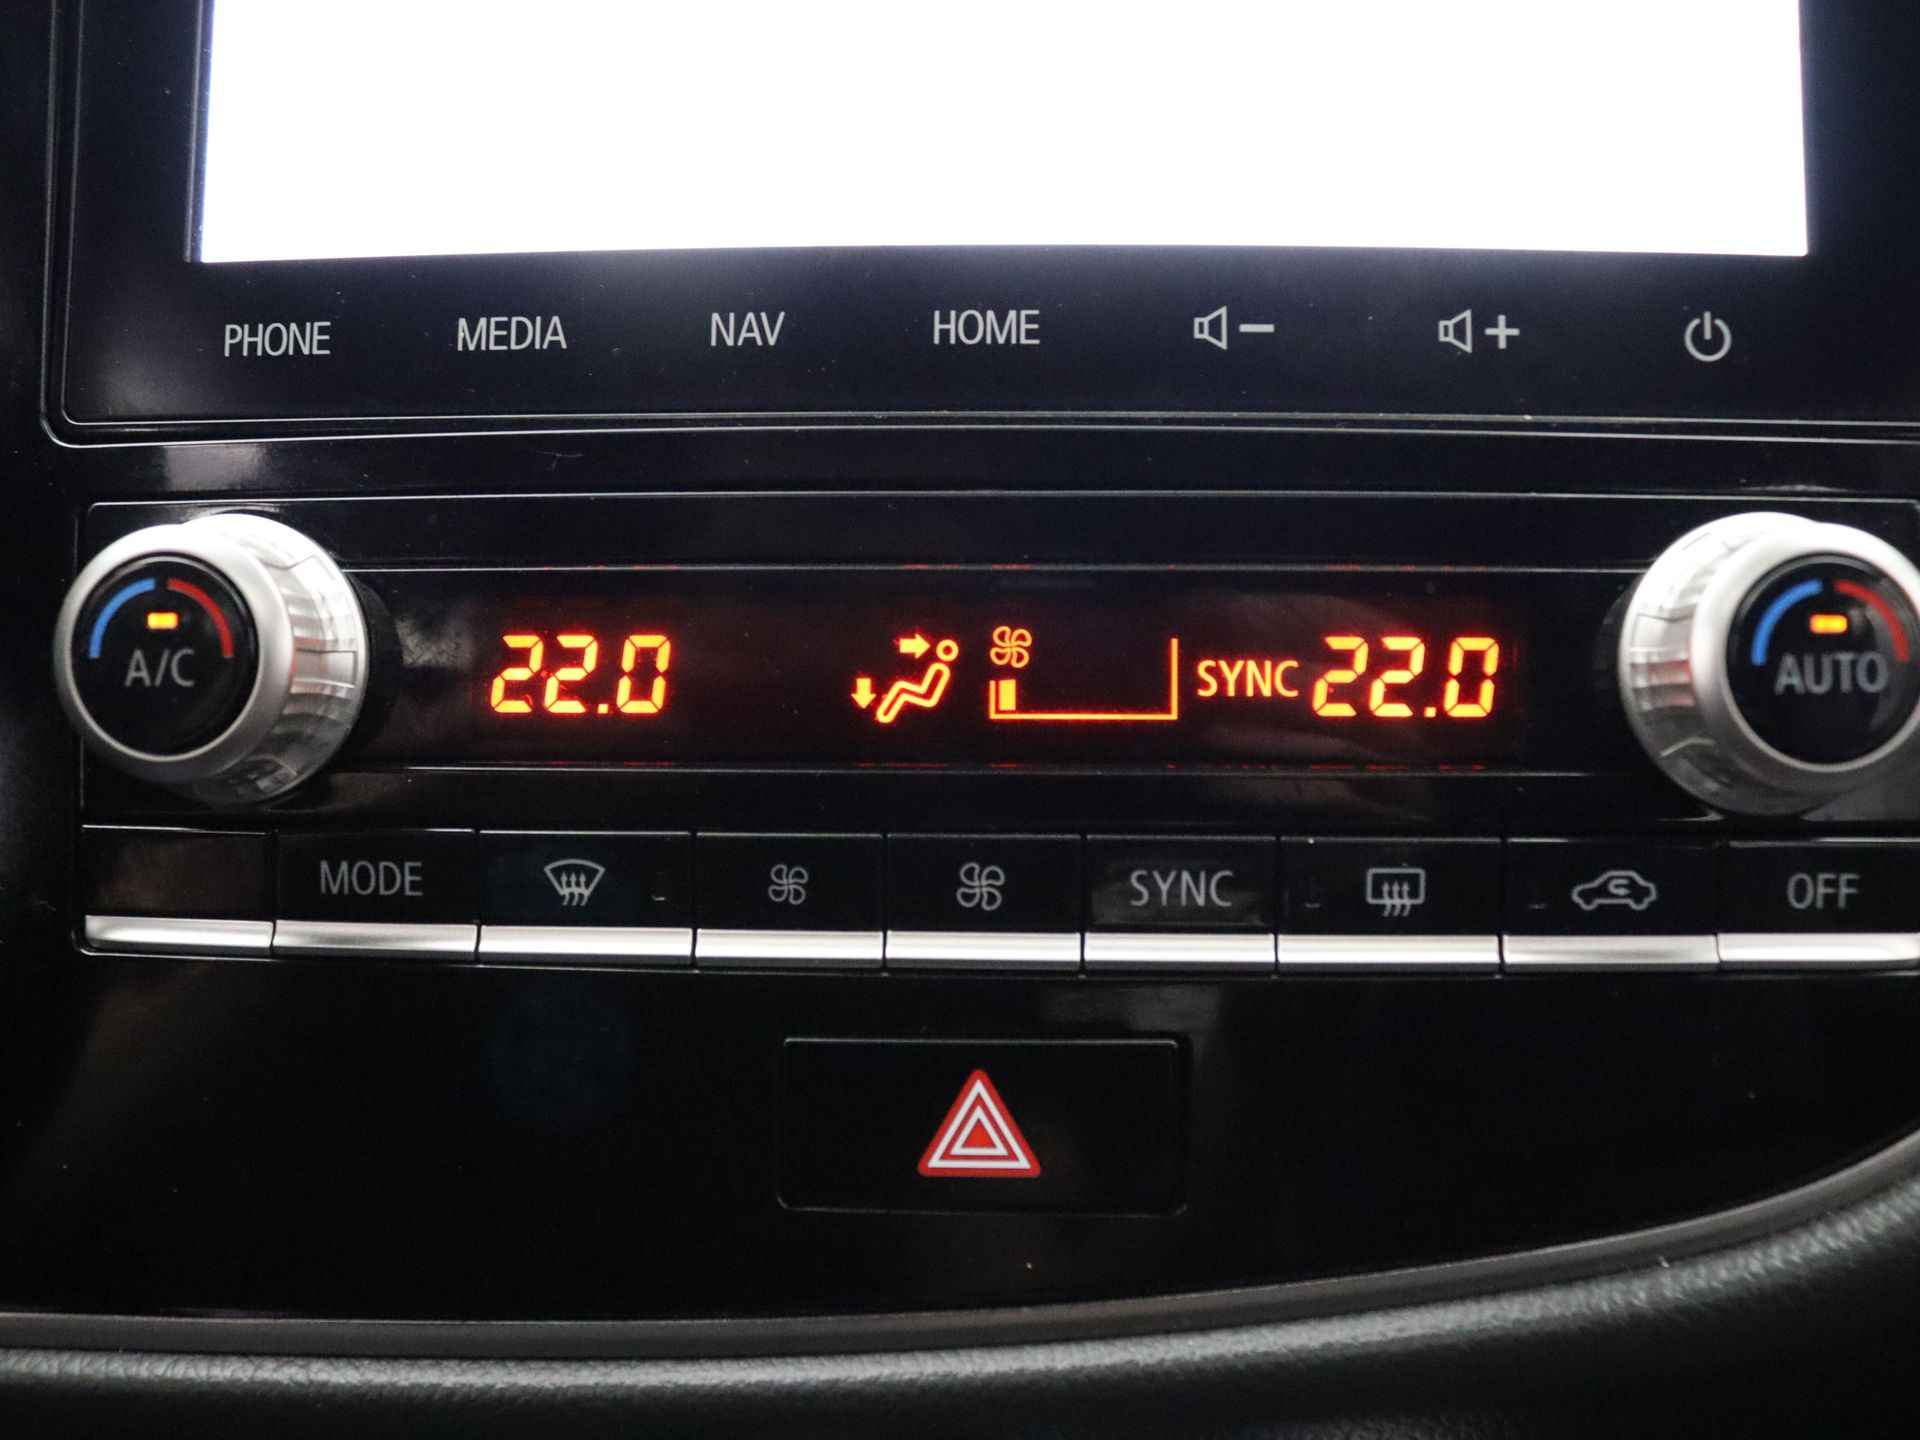 PHONE MEDIA NAV HOME
A/C 22.0 SYNC 22.0 AUTO
MODE SYNC OFF